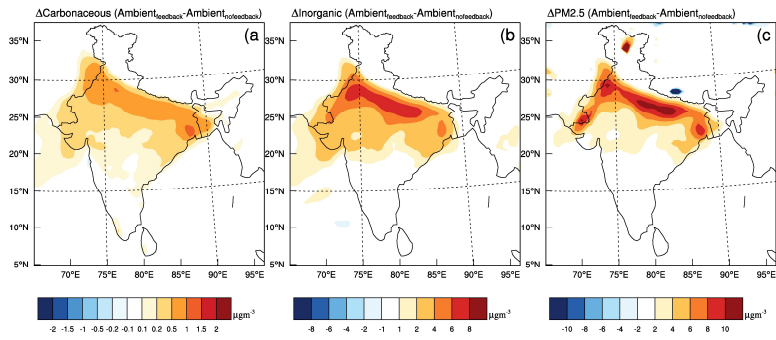 ΔCarbonaceous (Ambient_feedback-Ambient_nofeedback)
ΔInorganic (Ambient_feedback-Ambient_nofeedback)
ΔPM2.5 (Ambient_feedback-Ambient_nofeedback)
(a)
(b)
(c)
35°N 35°N 35°N
30°N 30°N 30°N
25°N 25°N 25°N
20°N 20°N 20°N
15°N 15°N 15°N
10°N 10°N 10°N
5°N 5°N 5°N
70°E 75°E 80°E 85°E 90°E 95°E 70°E 75°E 80°E 85°E 90°E 95°E 70°E 75°E 80°E 85°E 90°E 95°E
μgm⁻³ μgm⁻³ μgm⁻³
-2 -1.5 -1 -0.5 -0.2 -0.1 0.1 0.2 0.5 1 1.5 2 -8 -6 -4 -2 -1 1 2 4 6 8 -10 -8 -6 -4 -2 2 4 6 8 10